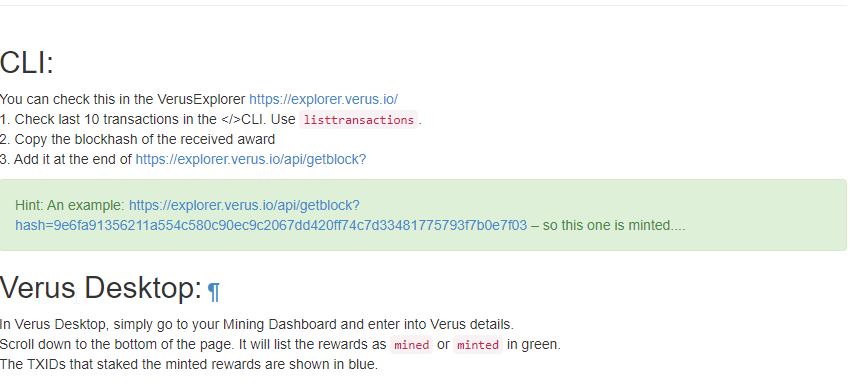 CLI:
You can check this in the VerusExplorer https://explorer.verus.io/
1. Check last 10 transactions in the </>CLI. Use listtransactions.
2. Copy the blockhash of the received award
3. Add it at the end of https://explorer.verus.io/api/getblock?
Hint: An example: https://explorer.verus.io/api/getblock?
hash=9e6fa91356211a554c580c90ec9c2067dd420ff74c7d33481775793f7b0e7f03 – so this one is minted....
Verus Desktop: ¶
In Verus Desktop, simply go to your Mining Dashboard and enter into Verus details.
Scroll down to the bottom of the page. It will list the rewards as mined or minted in green.
The TXIDs that staked the minted rewards are shown in blue.